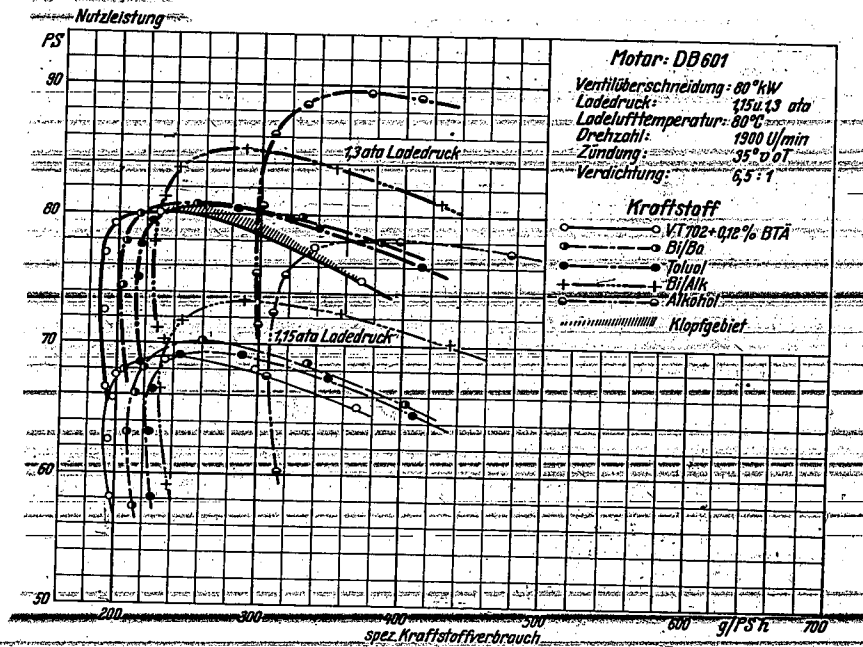 Nutzleistung
PS
90
80
70
60
50
200
300
400
500
600
g/PS h
700
spez. Kraftstoffverbrauch
1,3 ata Ladedruck
1,15 ata Ladedruck
Motor: DB 601
Ventilüberschneidung: 80° kW
Ladedruck: 1,15 u. 1,3 ata
Ladelufttemperatur: 80°C
Drehzahl: 1900 U/min
Zündung: 35° v oT
Verdichtung: 6,5 : 1
Kraftstoff
VT 702 + 0,12 % BTÄ
Bi/Bo
Toluol
Bi/Alk
Alkohol
Klopfgebiet